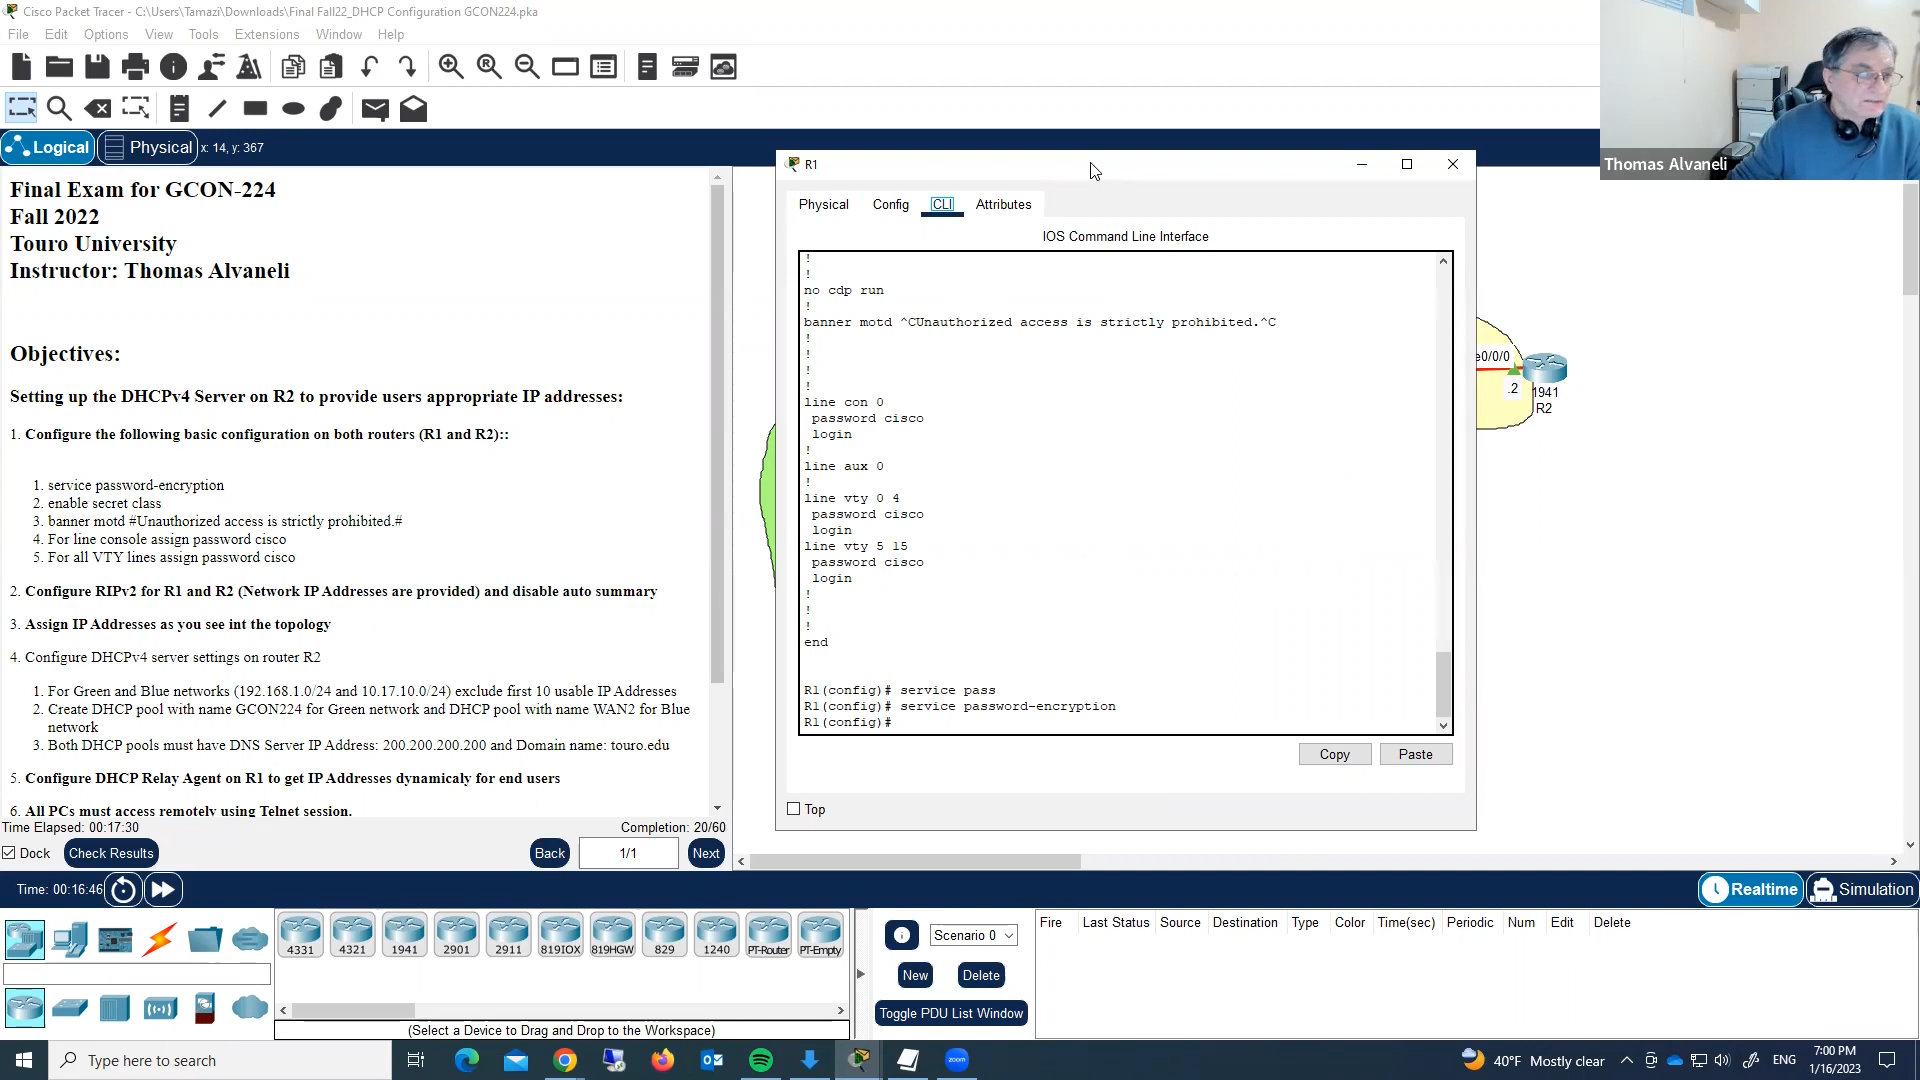 Cisco Packet Tracer - C:\Users\Tamazi\Downloads\Final Fall22_DHCP Configuration GCON224.pka
File Edit Options View Tools Extensions Window Help
Logical Physical x: 14, y: 367
Final Exam for GCON-224
Fall 2022
Touro University
Instructor: Thomas Alvaneli
Objectives:
Setting up the DHCPv4 Server on R2 to provide users appropriate IP addresses:
1. Configure the following basic configuration on both routers (R1 and R2)::
1. service password-encryption
2. enable secret class
3. banner motd #Unauthorized access is strictly prohibited.#
4. For line console assign password cisco
5. For all VTY lines assign password cisco
2. Configure RIPv2 for R1 and R2 (Network IP Addresses are provided) and disable auto summary
3. Assign IP Addresses as you see int the topology
4. Configure DHCPv4 server settings on router R2
1. For Green and Blue networks (192.168.1.0/24 and 10.17.10.0/24) exclude first 10 usable IP Addresses
2. Create DHCP pool with name GCON224 for Green network and DHCP pool with name WAN2 for Blue
network
3. Both DHCP pools must have DNS Server IP Address: 200.200.200.200 and Domain name: touro.edu
5. Configure DHCP Relay Agent on R1 to get IP Addresses dynamicaly for end users
6. All PCs must access remotely using Telnet session.
Time Elapsed: 00:17:30 Completion: 20/60
Dock Check Results Back 1/1 Next
R1
Physical Config CLI Attributes
IOS Command Line Interface
!
!
no cdp run
!
banner motd ^CUnauthorized access is strictly prohibited.^C
!
!
!
!
line con 0
password cisco
login
!
line aux 0
!
line vty 0 4
password cisco
login
line vty 5 15
password cisco
login
!
!
!
end
R1(config)# service pass
R1(config)# service password-encryption
R1(config)#
Copy Paste
Top
e0/0/0
.2
1941
R2
Thomas Alvaneli
Time: 00:16:46 Realtime Simulation
4331 4321 1941 2901 2911 819IOX 819HGW 829 1240 PT-Router PT-Empty
(Select a Device to Drag and Drop to the Workspace)
Scenario 0
New Delete
Toggle PDU List Window
Fire Last Status Source Destination Type Color Time(sec) Periodic Num Edit Delete
Type here to search
zoom
40°F Mostly clear ENG
7:00 PM
1/16/2023